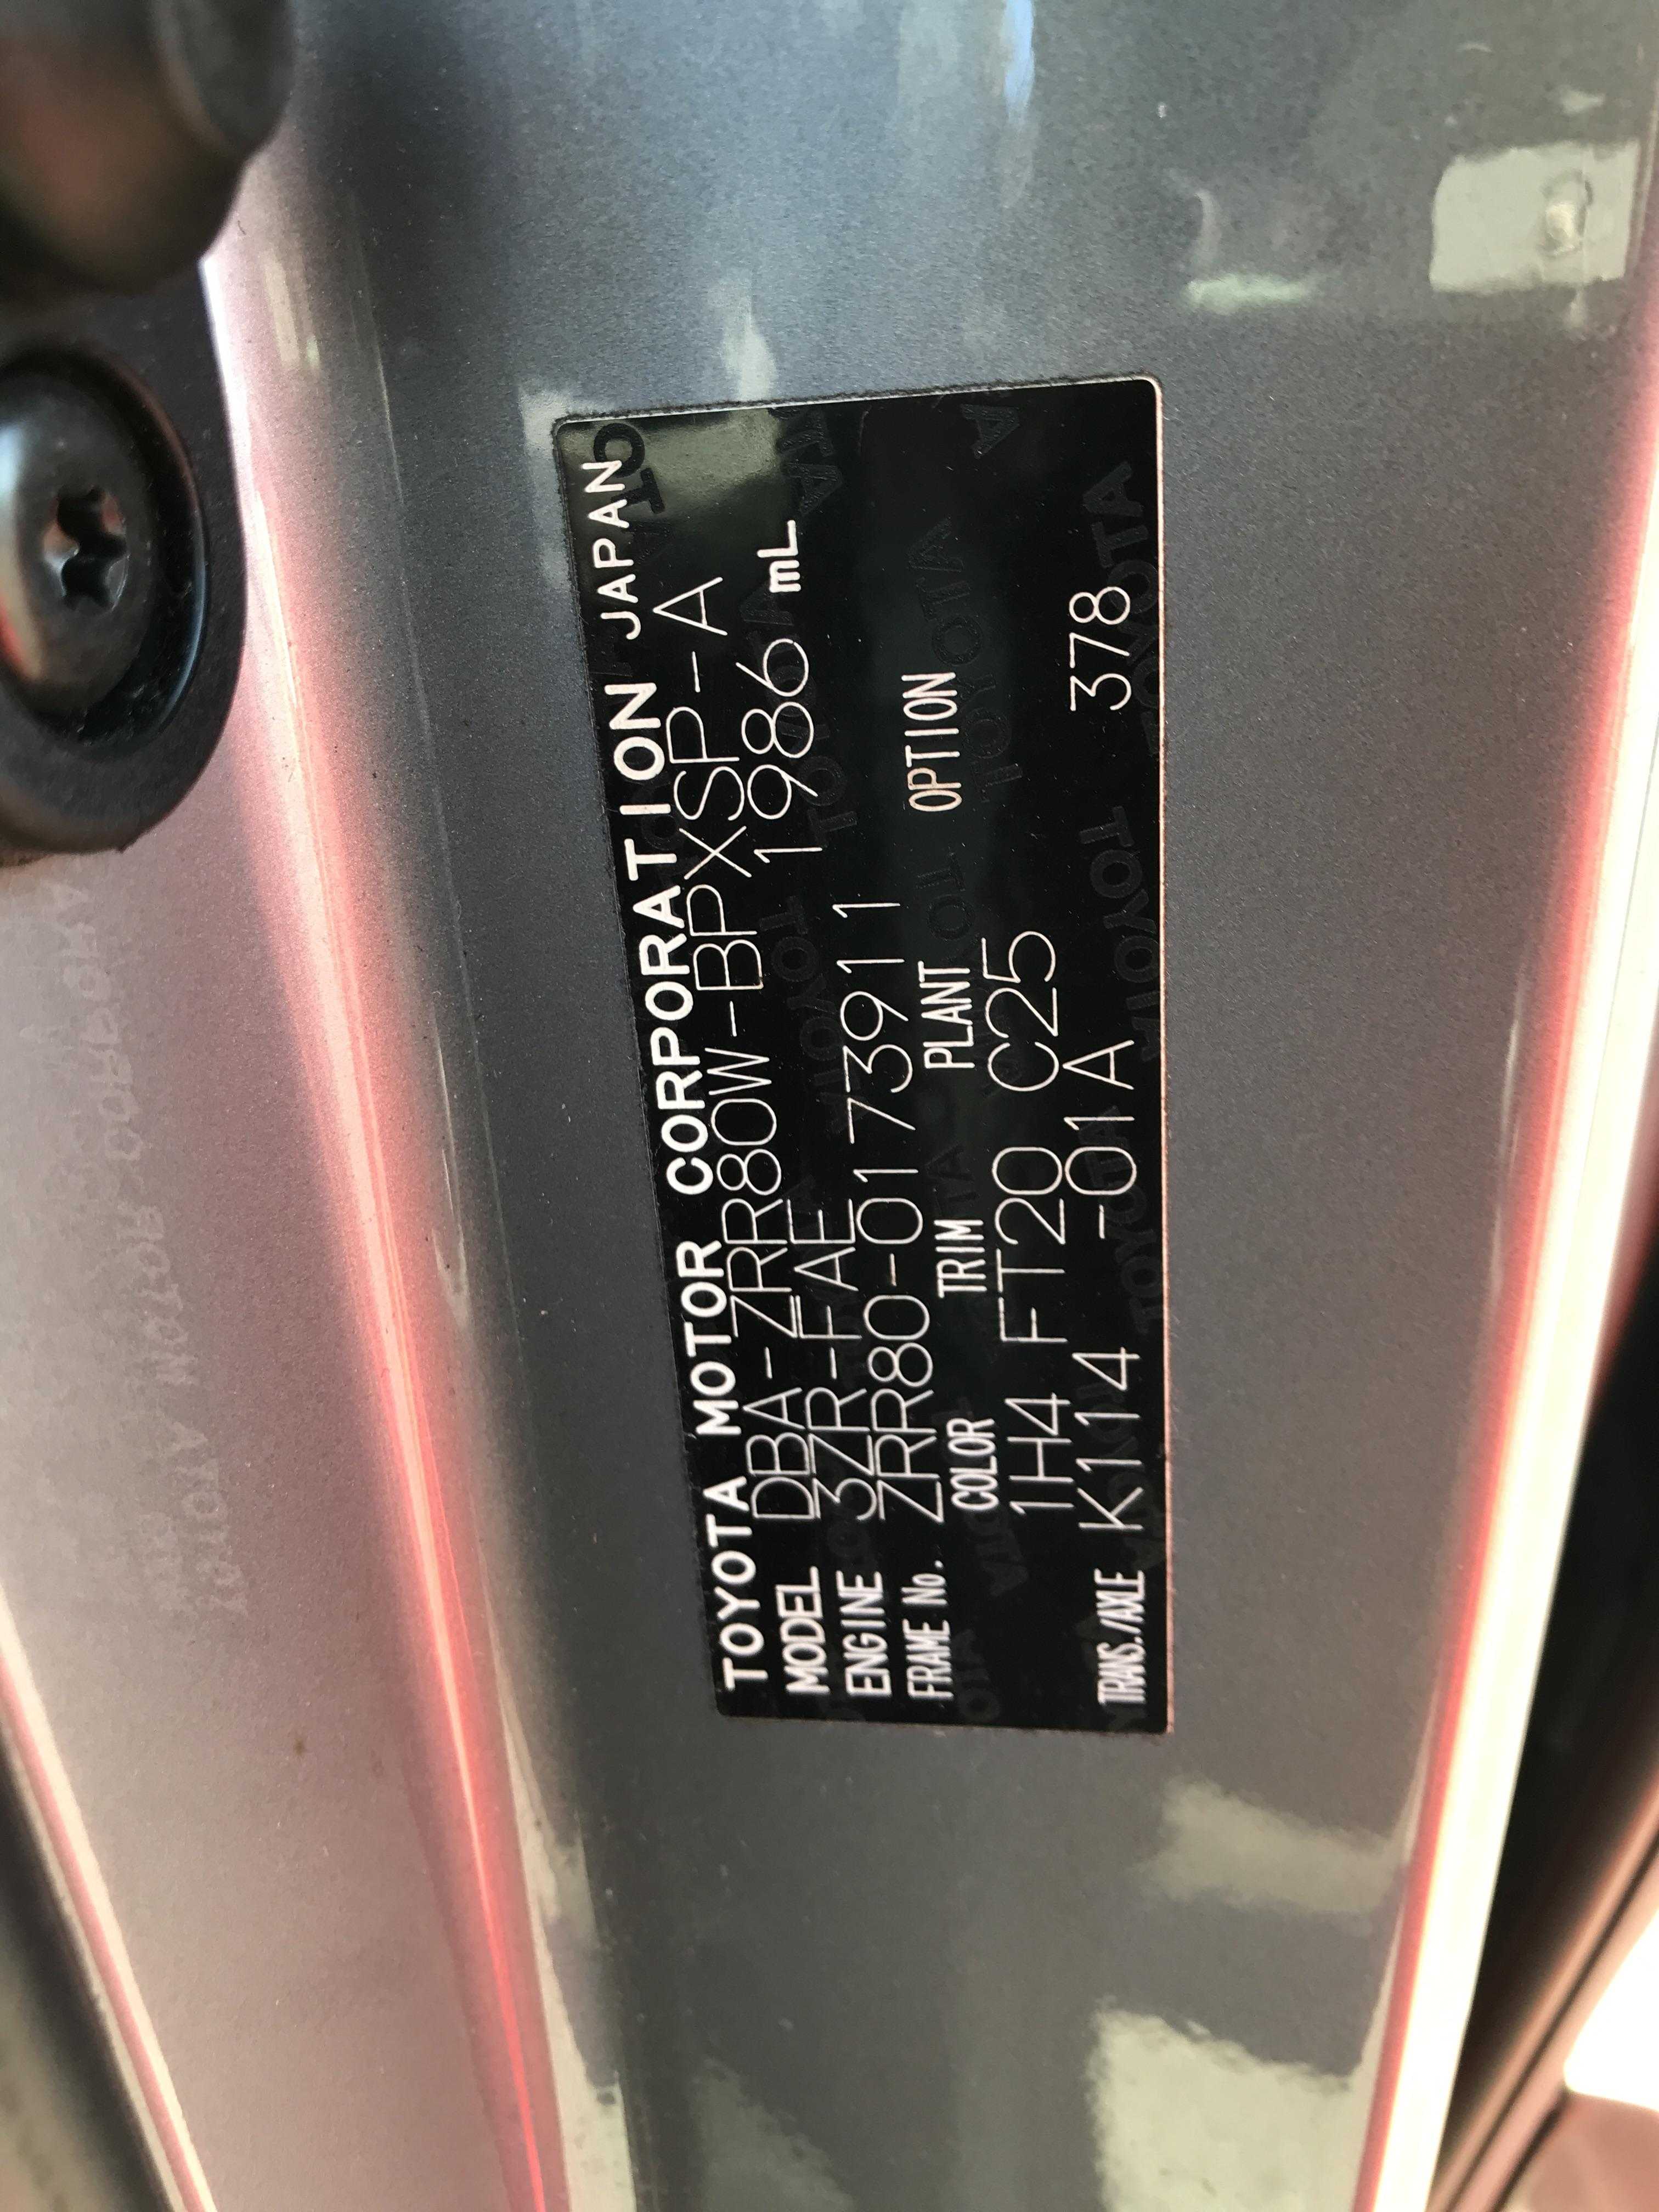 TOYOTA MOTOR CORPORATION JAPAN
MODEL DBA-ZRR80W-BPXSP-A
ENGINE 3ZR-FAE 1986 mL
FRAME No. ZRR80-0173911
COLOR TRIM PLANT OPTION
1H4 FT20 C25
TRANS./AXLE K114 -01A 378